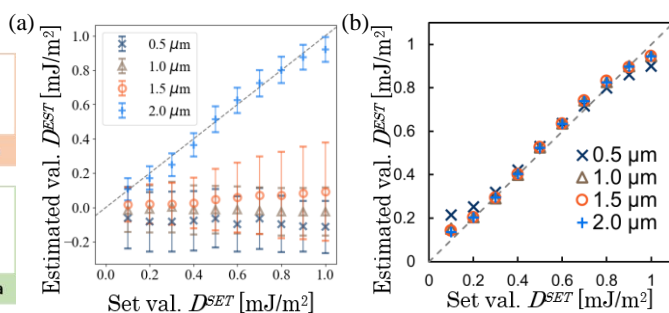 (a)
Estimated val. D^EST [mJ/m²]
1.0
0.8
0.6
0.4
0.2
0.0
−0.2
0.5 μm
1.0 μm
1.5 μm
2.0 μm
0.0 0.2 0.4 0.6 0.8 1.0
Set val. D^SET [mJ/m²]
a
(b)
Estimated val. D^EST [mJ/m²]
1
0.8
0.6
0.4
0.2
0
0.5 μm
1.0 μm
1.5 μm
2.0 μm
0 0.2 0.4 0.6 0.8 1
Set val. D^SET [mJ/m²]